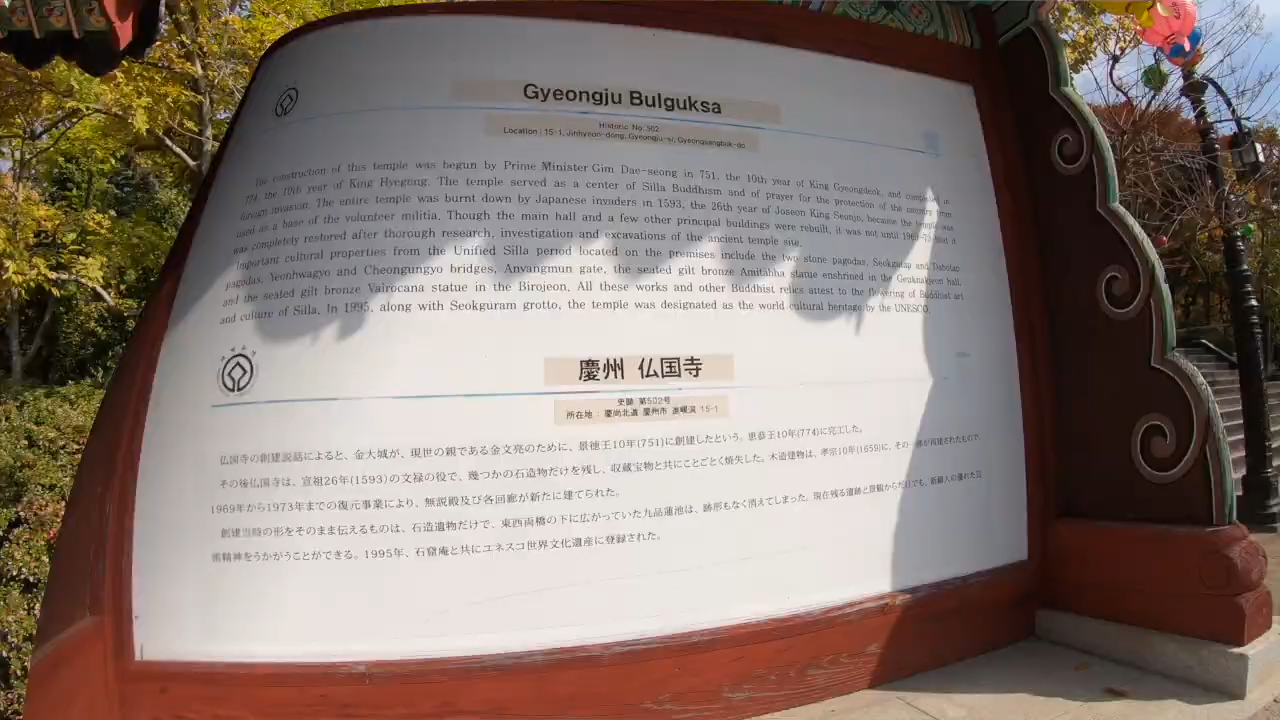 Gyeongju Bulguksa
Historic No. 502
Location : 15-1, Jinhyeon-dong, Gyeongju-si, Gyeongsangbuk-do
The construction of this temple was begun by Prime Minister Gim Dae-seong in 751, the 10th year of King Gyeongdeok, and completed in
774, the 10th year of King Hyegong. The temple served as a center of Silla Buddhism and of prayer for the protection of the country from
foreign invasion. The entire temple was burnt down by Japanese invaders in 1593, the 26th year of Joseon King Seonjo, because the temple was
used as a base of the volunteer militia. Though the main hall and a few other principal buildings were rebuilt, it was not until 1969-73 that it
was completely restored after thorough research, investigation and excavations of the ancient temple site.
Important cultural properties from the Unified Silla period located on the premises include the two stone pagodas, Seokgatap and Dabotap
pagodas, Yeonhwagyo and Cheongungyo bridges, Anyangmun gate, the seated gilt bronze Amitabha statue enshrined in the Geuknakjeon hall,
and the seated gilt bronze Vairocana statue in the Birojeon. All these works and other Buddhist relics attest to the flowering of Buddhist art
and culture of Silla. In 1995, along with Seokguram grotto, the temple was designated as the world cultural heritage by the UNESCO.
慶州 仏国寺
史蹟 第502号
所在地 : 慶尚北道 慶州市 進峴洞 15-1
仏国寺の創建説話によると、金大城が、現世の親である金文亮のために、景徳王10年(751)に創建したという。恵恭王10年(774)に完工した。
その後仏国寺は、宣祖26年(1593)の文禄の役で、幾つかの石造物だけを残し、収蔵宝物と共にことごとく焼失した。木造建物は、孝宗10年(1659)に、その一部が再建されたもので、
1969年から1973年までの復元事業により、無説殿及び各回廊が新たに建てられた。
創建当時の形をそのまま伝えるものは、石造遺物だけで、東西両橋の下に広がっていた九品蓮池は、跡形もなく消えてしまった。現在残る遺跡と景観からだけでも、新羅人の優れた芸
術精神をうかがうことができる。1995年、石窟庵と共にユネスコ世界文化遺産に登録された。